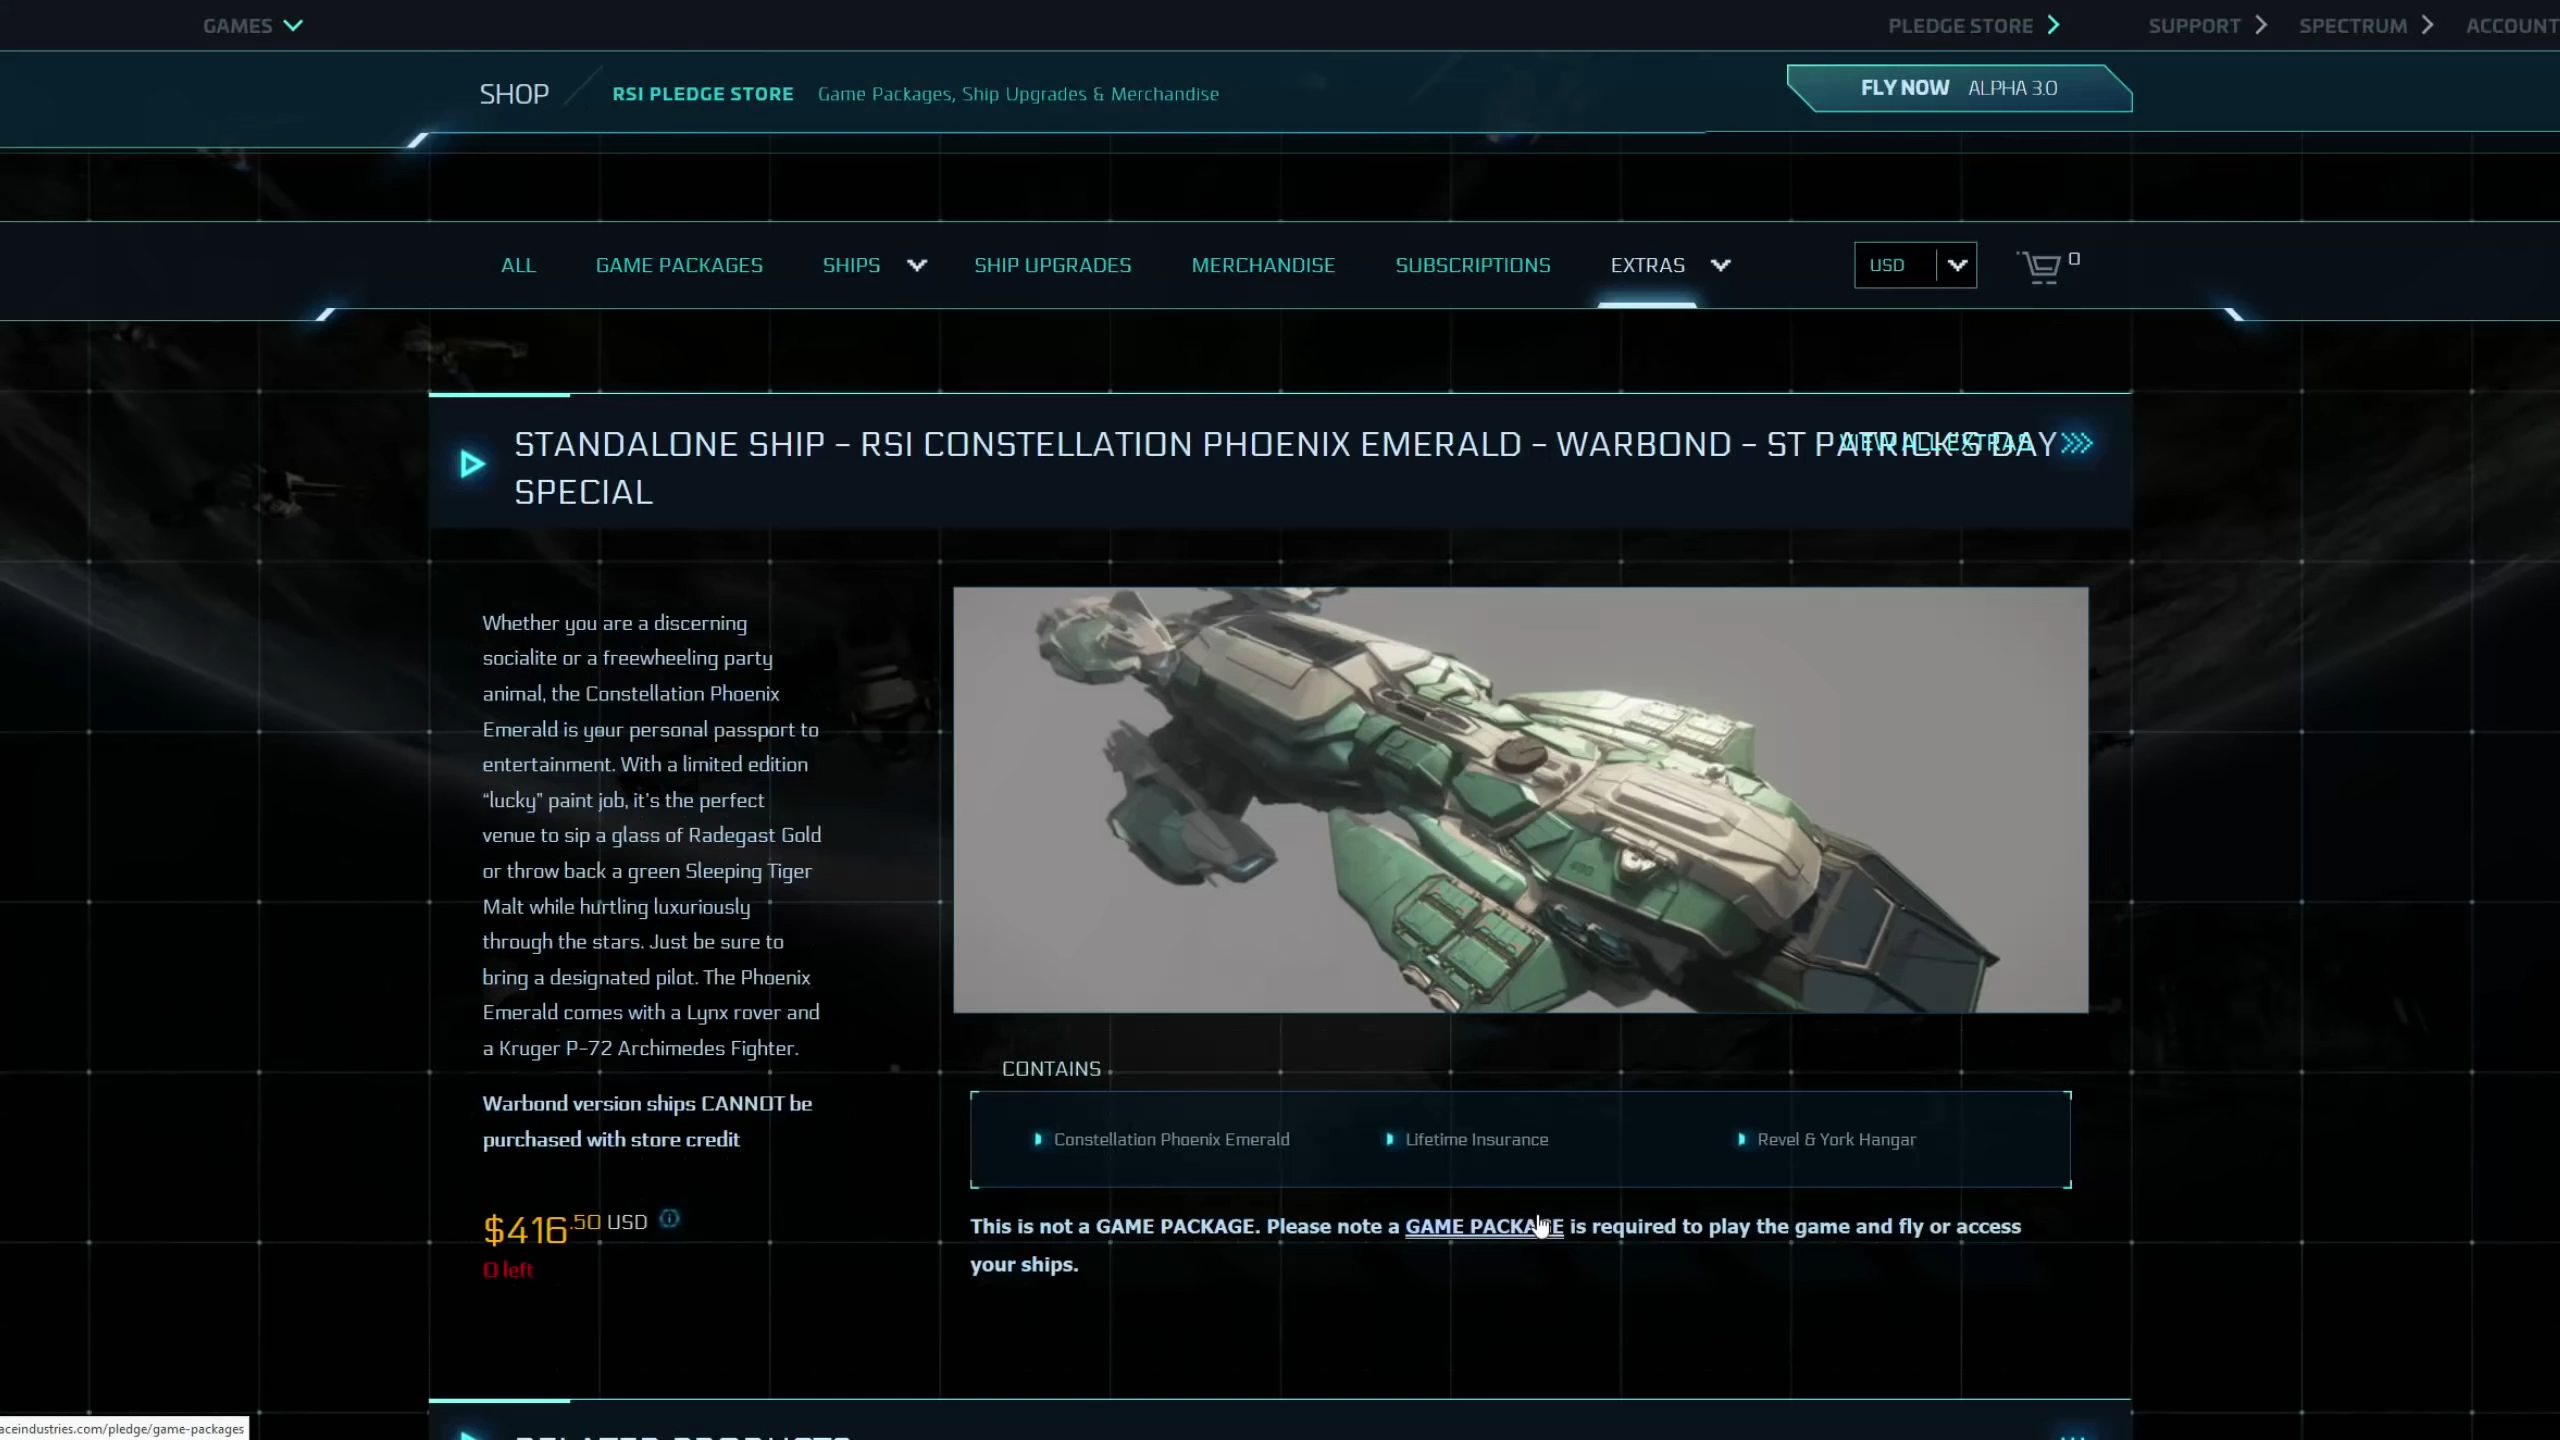 GAMES
PLEDGE STORE
SUPPORT
SPECTRUM
ACCOUNT
SHOP
RSI PLEDGE STORE
Game Packages, Ship Upgrades & Merchandise
FLY NOW ALPHA 3.0
ALL
GAME PACKAGES
SHIPS
SHIP UPGRADES
MERCHANDISE
SUBSCRIPTIONS
EXTRAS
USD
0
STANDALONE SHIP - RSI CONSTELLATION PHOENIX EMERALD - WARBOND - ST PATRICK'S DAY
SPECIAL
VIEW ALL EXTRAS
Whether you are a discerning
socialite or a freewheeling party
animal, the Constellation Phoenix
Emerald is your personal passport to
entertainment. With a limited edition
“lucky” paint job, it’s the perfect
venue to sip a glass of Radegast Gold
or throw back a green Sleeping Tiger
Malt while hurtling luxuriously
through the stars. Just be sure to
bring a designated pilot. The Phoenix
Emerald comes with a Lynx rover and
a Kruger P-72 Archimedes Fighter.
Warbond version ships CANNOT be
purchased with store credit
$416.50 USD
0 left
CONTAINS
Constellation Phoenix Emerald
Lifetime Insurance
Revel & York Hangar
This is not a GAME PACKAGE. Please note a GAME PACKAGE is required to play the game and fly or access
your ships.
RELATED PRODUCTS
aceindustries.com/pledge/game-packages